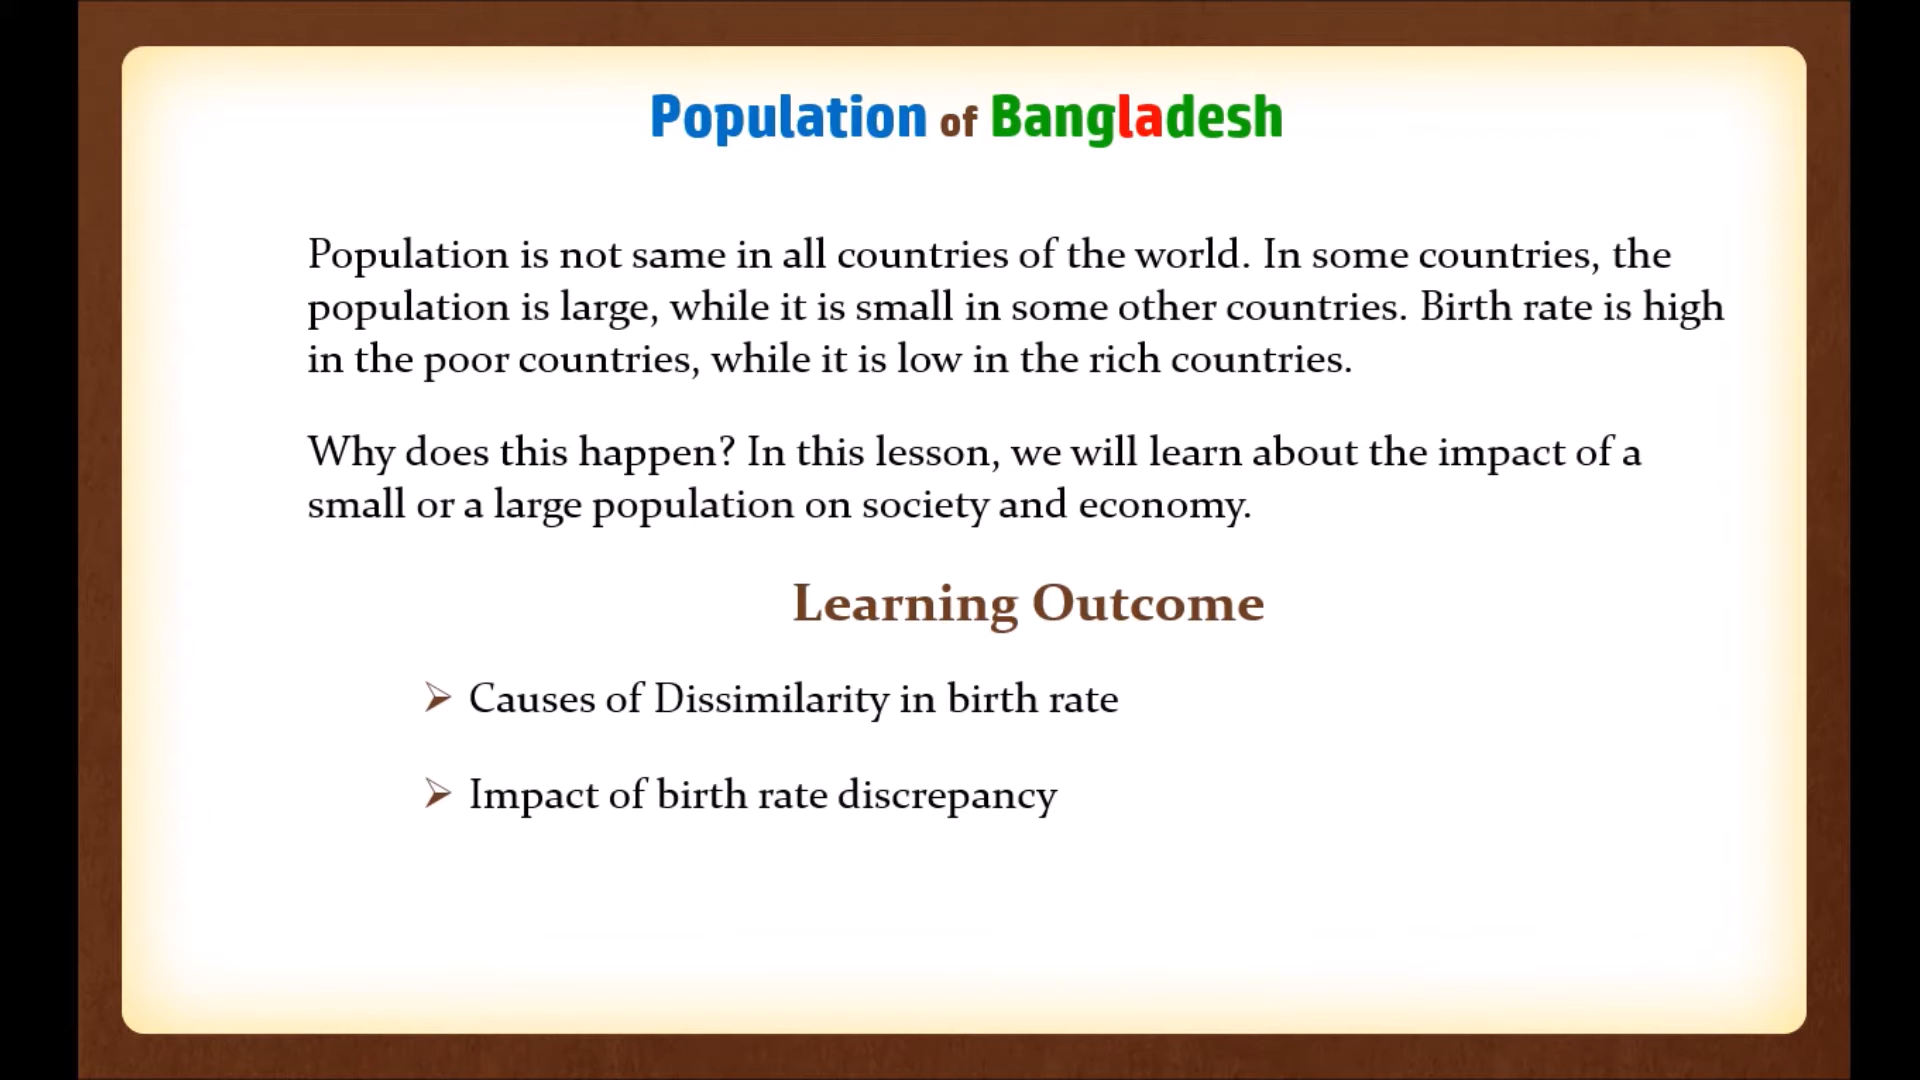 Population of Bangladesh
Population is not same in all countries of the world. In some countries, the
population is large, while it is small in some other countries. Birth rate is high
in the poor countries, while it is low in the rich countries.
Why does this happen? In this lesson, we will learn about the impact of a
small or a large population on society and economy.
Learning Outcome
➢ Causes of Dissimilarity in birth rate
➢ Impact of birth rate discrepancy